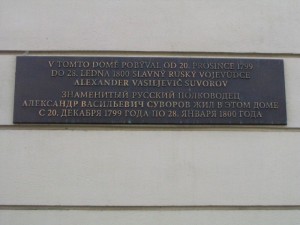 V TOMTO DOMĚ POBÝVAL OD 20. PROSINCE 1799
DO 28. LEDNA 1800 SLAVNÝ RUSKÝ VOJEVŮDCE
ALEXANDER VASILJEVIČ SUVOROV
ЗНАМЕНИТЫЙ РУССКИЙ ПОЛКОВОДЕЦ
АЛЕКСАНДР ВАСИЛЬЕВИЧ СУВОРОВ ЖИЛ В ЭТОМ ДОМЕ
С 20. ДЕКАБРЯ 1799 ГОДА ПО 28. ЯНВАРЯ 1800 ГОДА